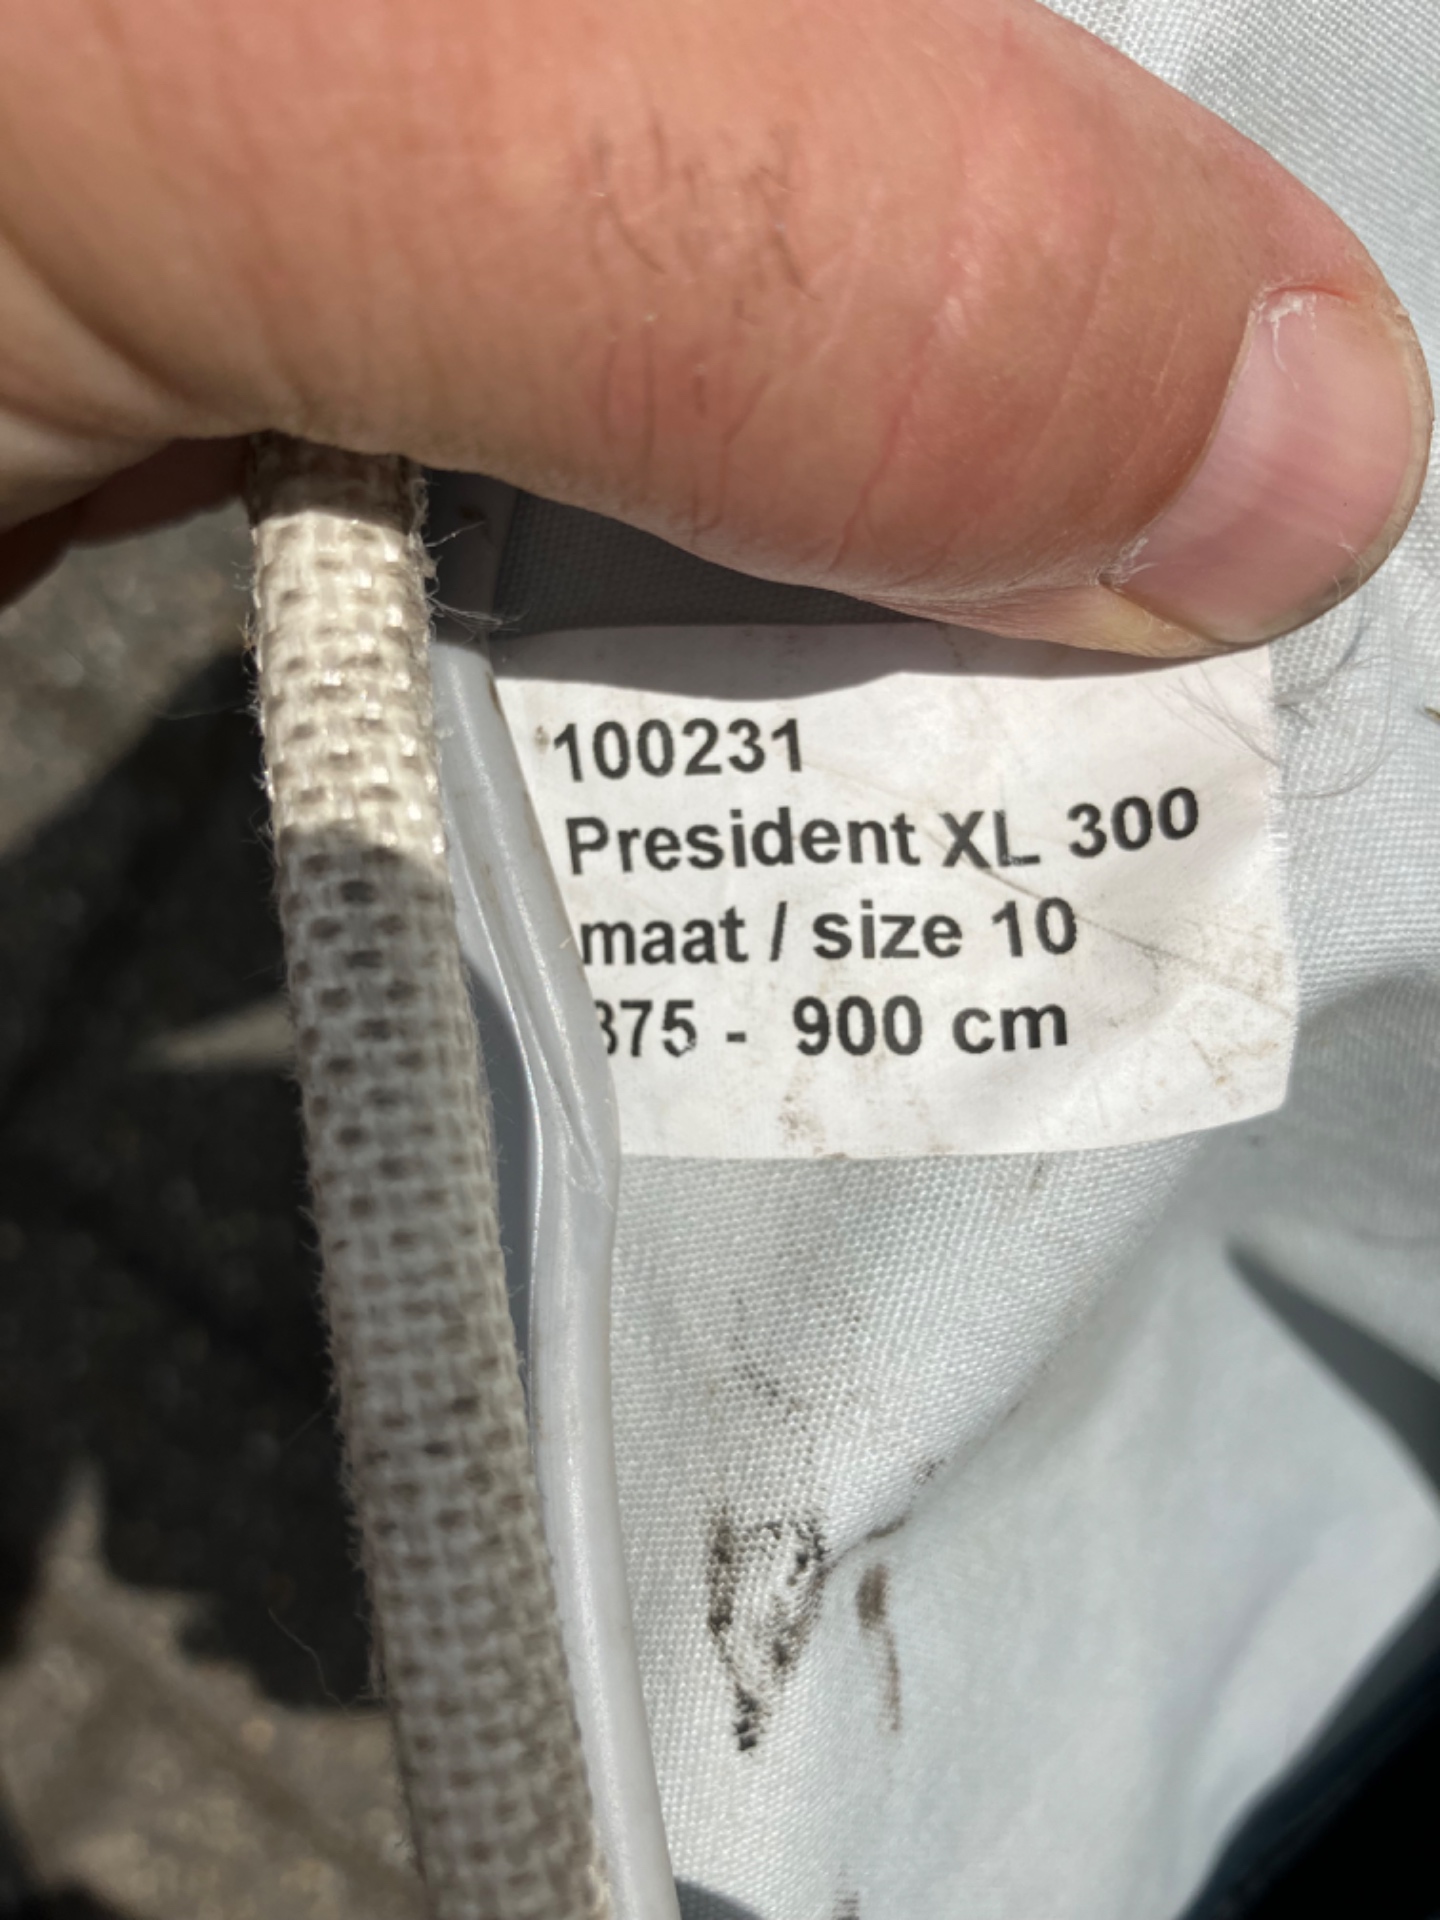 100231
President XL 300
maat / size 10
875 - 900 cm